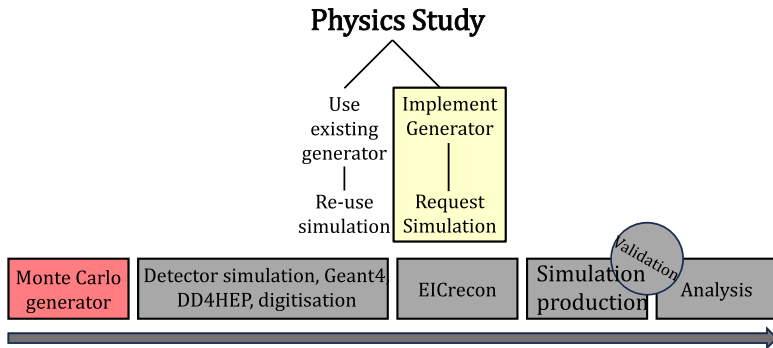 Physics Study
Use
existing
generator
Re-use
simulation
Implement
Generator
Request
Simulation
Monte Carlo
generator
Detector simulation, Geant4,
DD4HEP, digitisation
EICrecon
Simulation
production
Validation
Analysis